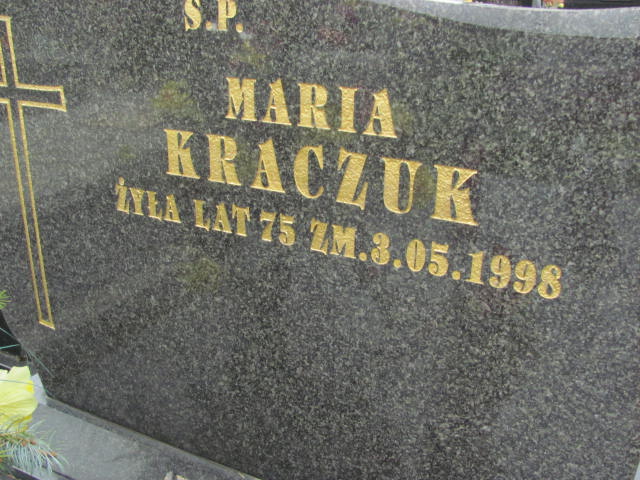 Ś.P.
MARIA
KRACZUK
ŻYŁA LAT 75 ZM.3.05.1998